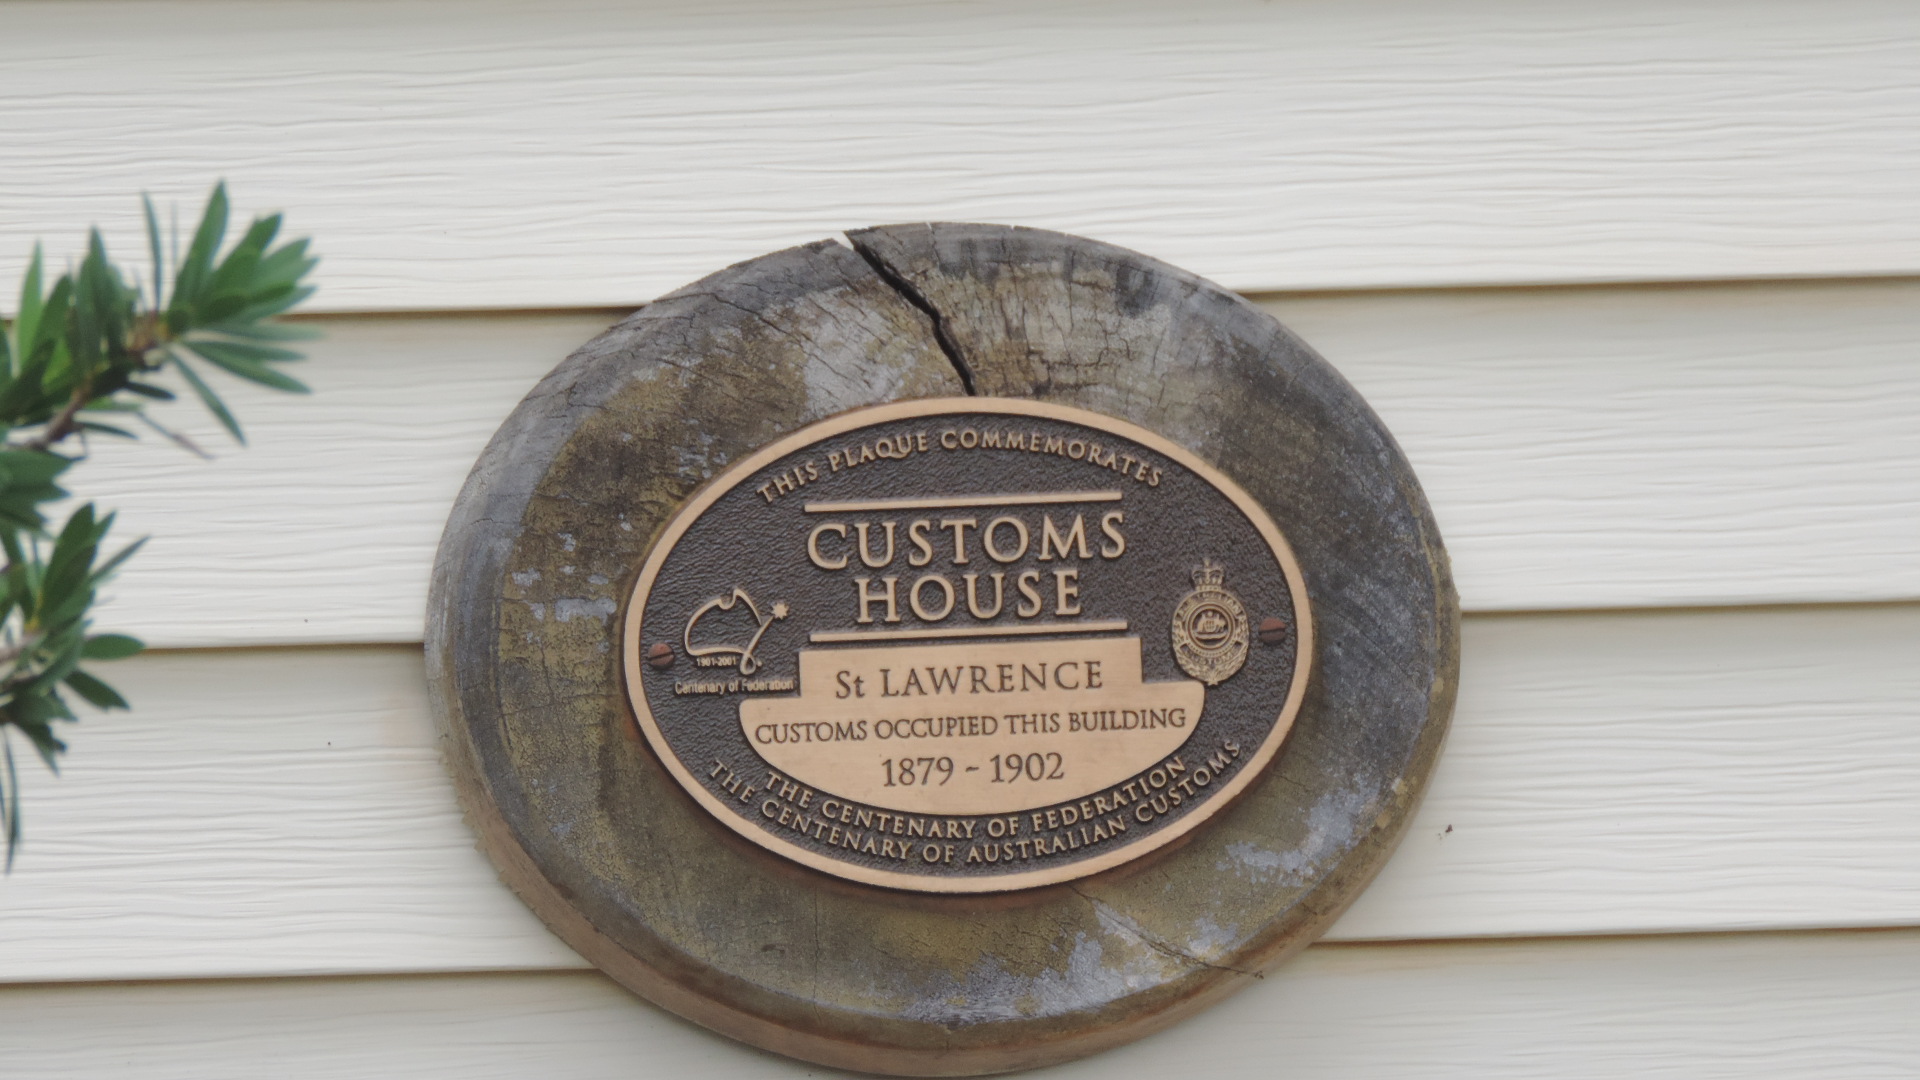 THIS PLAQUE COMMEMORATES
CUSTOMS
HOUSE
1901-2001
Centenary of Federation
St LAWRENCE
CUSTOMS OCCUPIED THIS BUILDING
1879 - 1902
THE CENTENARY OF FEDERATION
THE CENTENARY OF AUSTRALIAN CUSTOMS